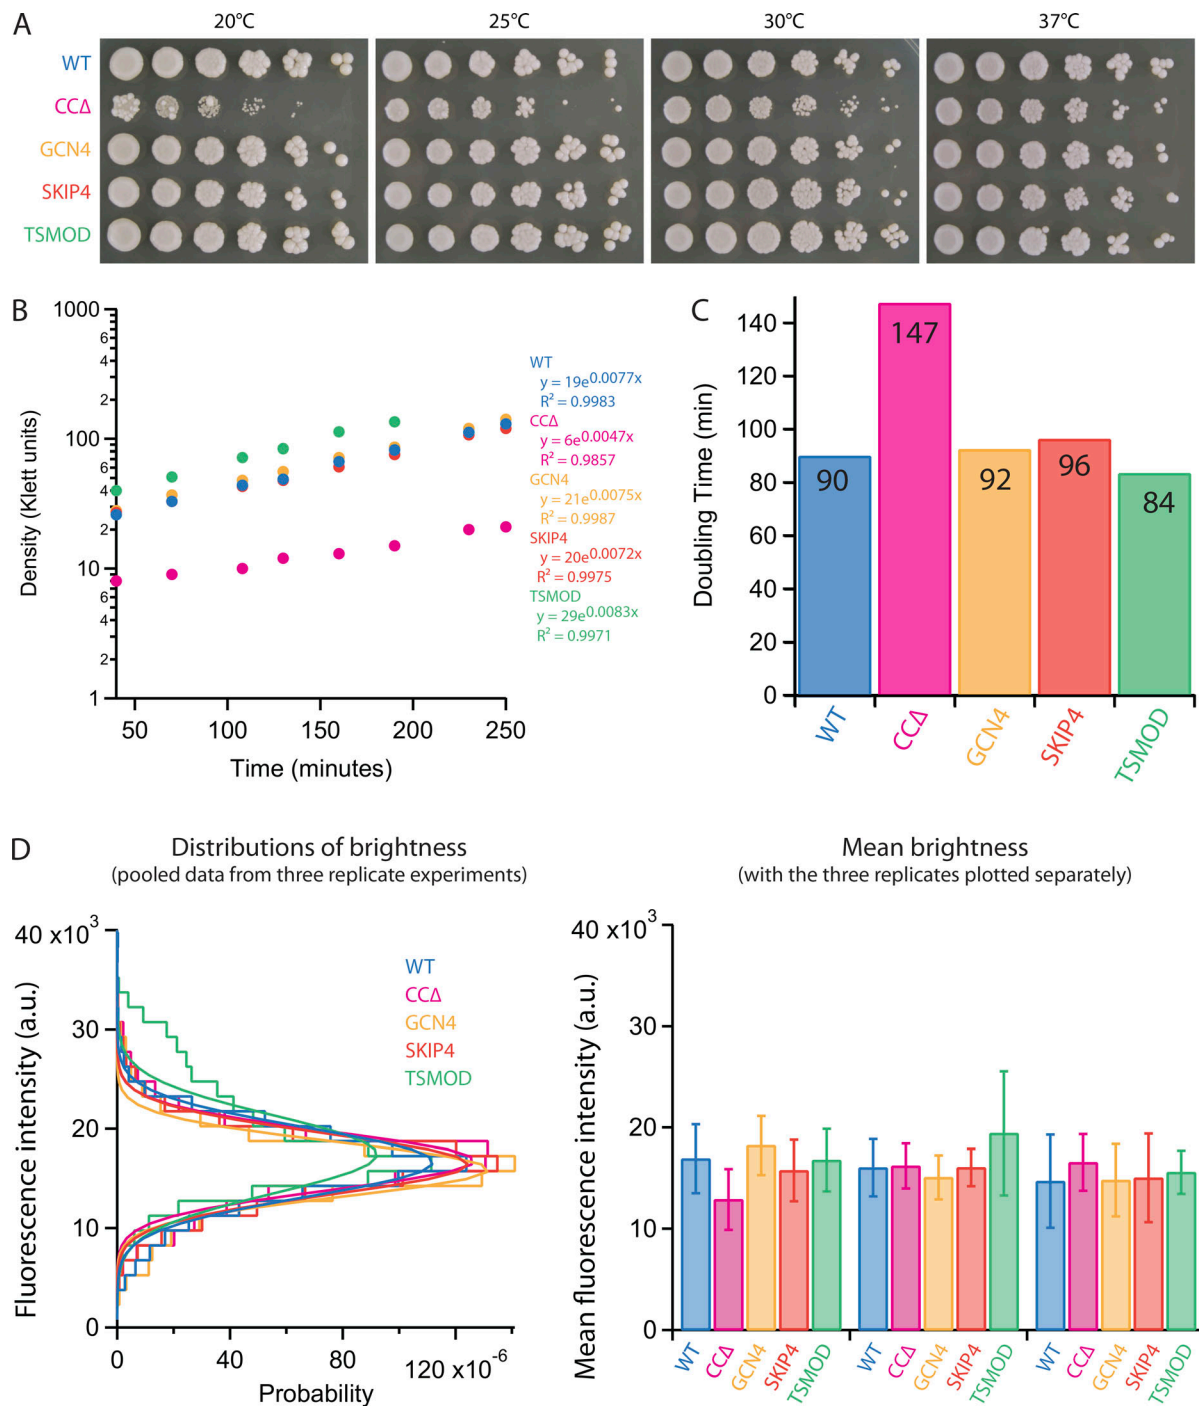 A
20°C 25°C 30°C 37°C
WT
CCΔ
GCN4
SKIP4
TSMOD
B
1000
6
4
2
100
6
4
2
10
6
4
2
1
Density (Klett units)
50 100 150 200 250
Time (minutes)
WT
y = 19e^0.0077x
R² = 0.9983
CCΔ
y = 6e^0.0047x
R² = 0.9857
GCN4
y = 21e^0.0075x
R² = 0.9987
SKIP4
y = 20e^0.0072x
R² = 0.9975
TSMOD
y = 29e^0.0083x
R² = 0.9971
C
Doubling Time (min)
140
120
100
80
60
40
20
0
90 147 92 96 84
WT CCΔ GCN4 SKIP4 TSMOD
D
Distributions of brightness
(pooled data from three replicate experiments)
40 x10³
30
20
10
0
Fluorescence intensity (a.u.)
WT
CCΔ
GCN4
SKIP4
TSMOD
0 40 80 120 x10⁻⁶
Probability
Mean brightness
(with the three replicates plotted separately)
40 x10³
30
20
10
0
Mean fluorescence intensity (a.u.)
WT CCΔ GCN4 SKIP4 TSMOD WT CCΔ GCN4 SKIP4 TSMOD WT CCΔ GCN4 SKIP4 TSMOD